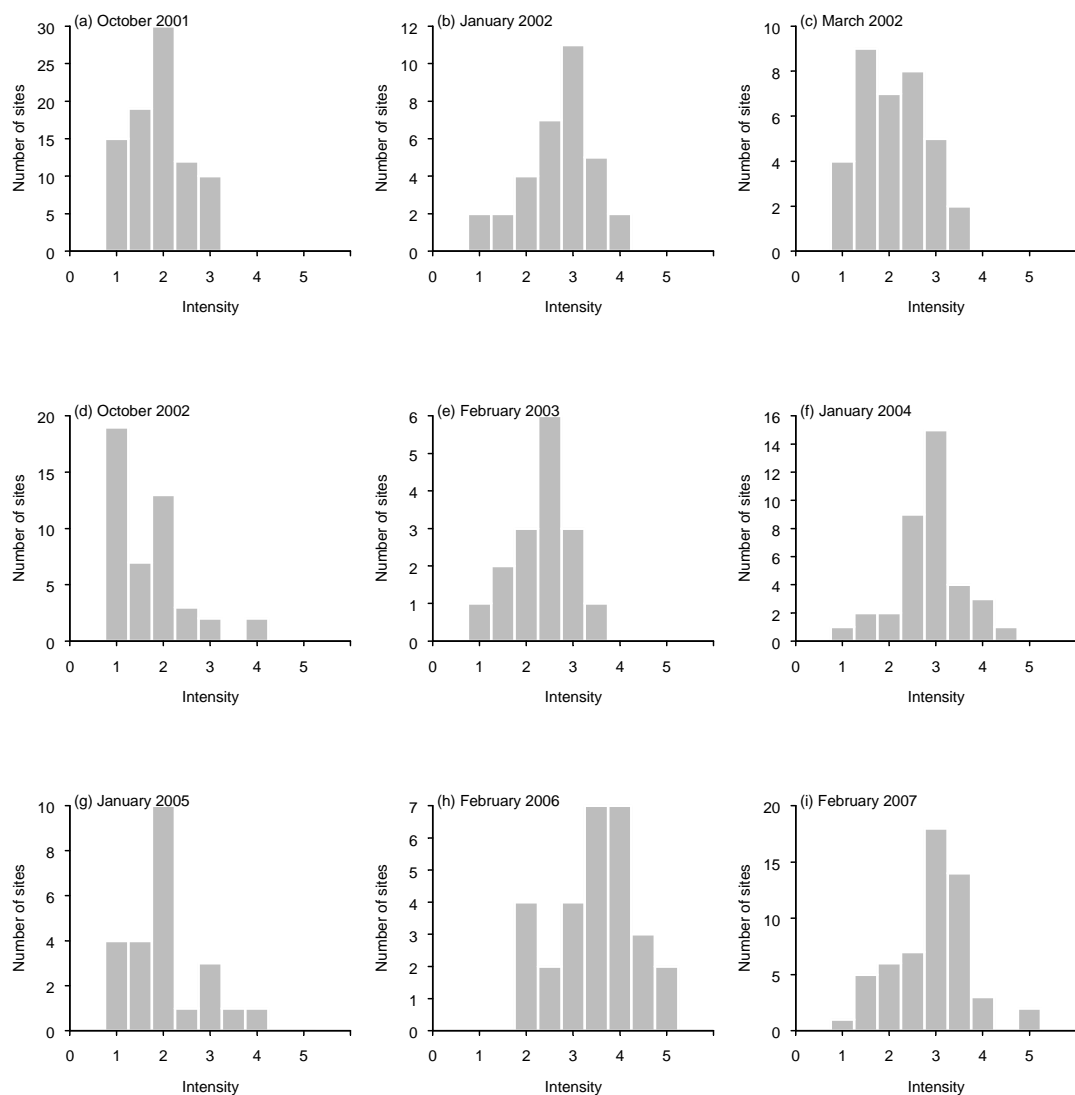 (a) October 2001
30
25
20
15
10
5
0
Number of sites
0 1 2 3 4 5
Intensity
(b) January 2002
12
10
8
6
4
2
0
Number of sites
0 1 2 3 4 5
Intensity
(c) March 2002
10
8
6
4
2
0
Number of sites
0 1 2 3 4 5
Intensity
(d) October 2002
20
15
10
5
0
Number of sites
0 1 2 3 4 5
Intensity
(e) February 2003
6
5
4
3
2
1
0
Number of sites
0 1 2 3 4 5
Intensity
(f) January 2004
16
14
12
10
8
6
4
2
0
Number of sites
0 1 2 3 4 5
Intensity
(g) January 2005
10
8
6
4
2
0
Number of sites
0 1 2 3 4 5
Intensity
(h) February 2006
7
6
5
4
3
2
1
0
Number of sites
0 1 2 3 4 5
Intensity
(i) February 2007
20
15
10
5
0
Number of sites
0 1 2 3 4 5
Intensity